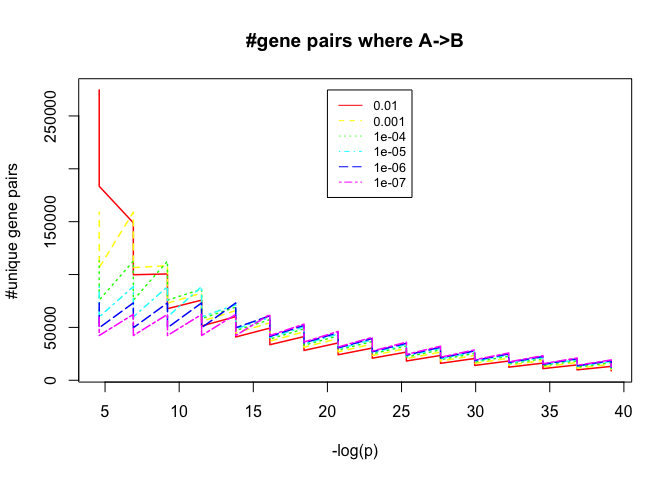 #gene pairs where A->B
#unique gene pairs
250000
150000
50000
0
0.01
0.001
1e-04
1e-05
1e-06
1e-07
5 10 15 20 25 30 35 40
-log(p)